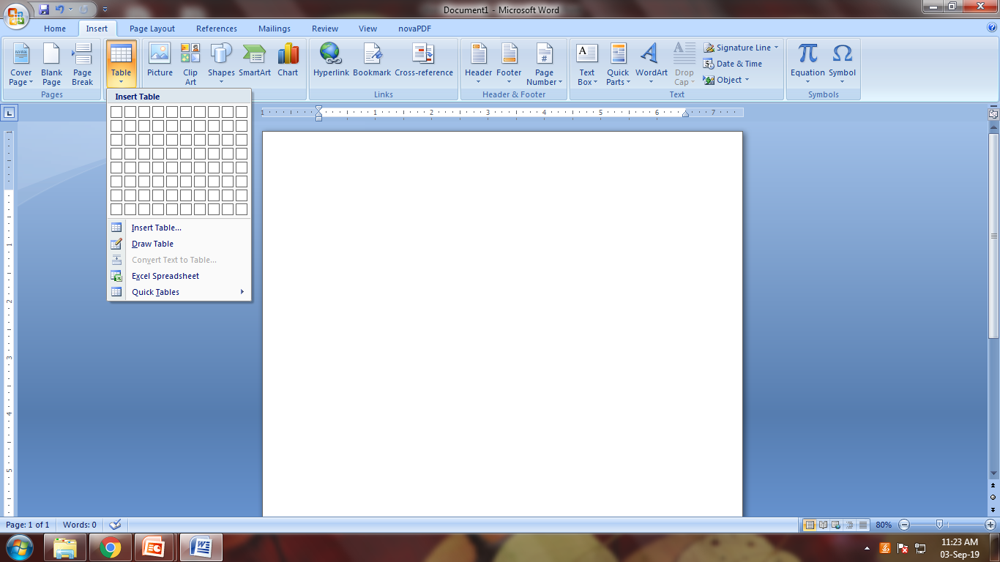 Document1 - Microsoft Word
Home Insert Page Layout References Mailings Review View novaPDF
Cover Page
Blank Page
Page Break
Table
Picture
Clip Art
Shapes
SmartArt
Chart
Hyperlink
Bookmark
Cross-reference
Header
Footer
Page Number
Text Box
Quick Parts
WordArt
Drop Cap
Signature Line
Date & Time
Object
Equation
Symbol
Pages Links Header & Footer Text Symbols
Insert Table
1 1 2 3 4 5 6 7
Insert Table...
Draw Table
Convert Text to Table...
Excel Spreadsheet
Quick Tables
1
1
2
3
4
5
Page: 1 of 1 Words: 0 80%
11:23 AM
03-Sep-19